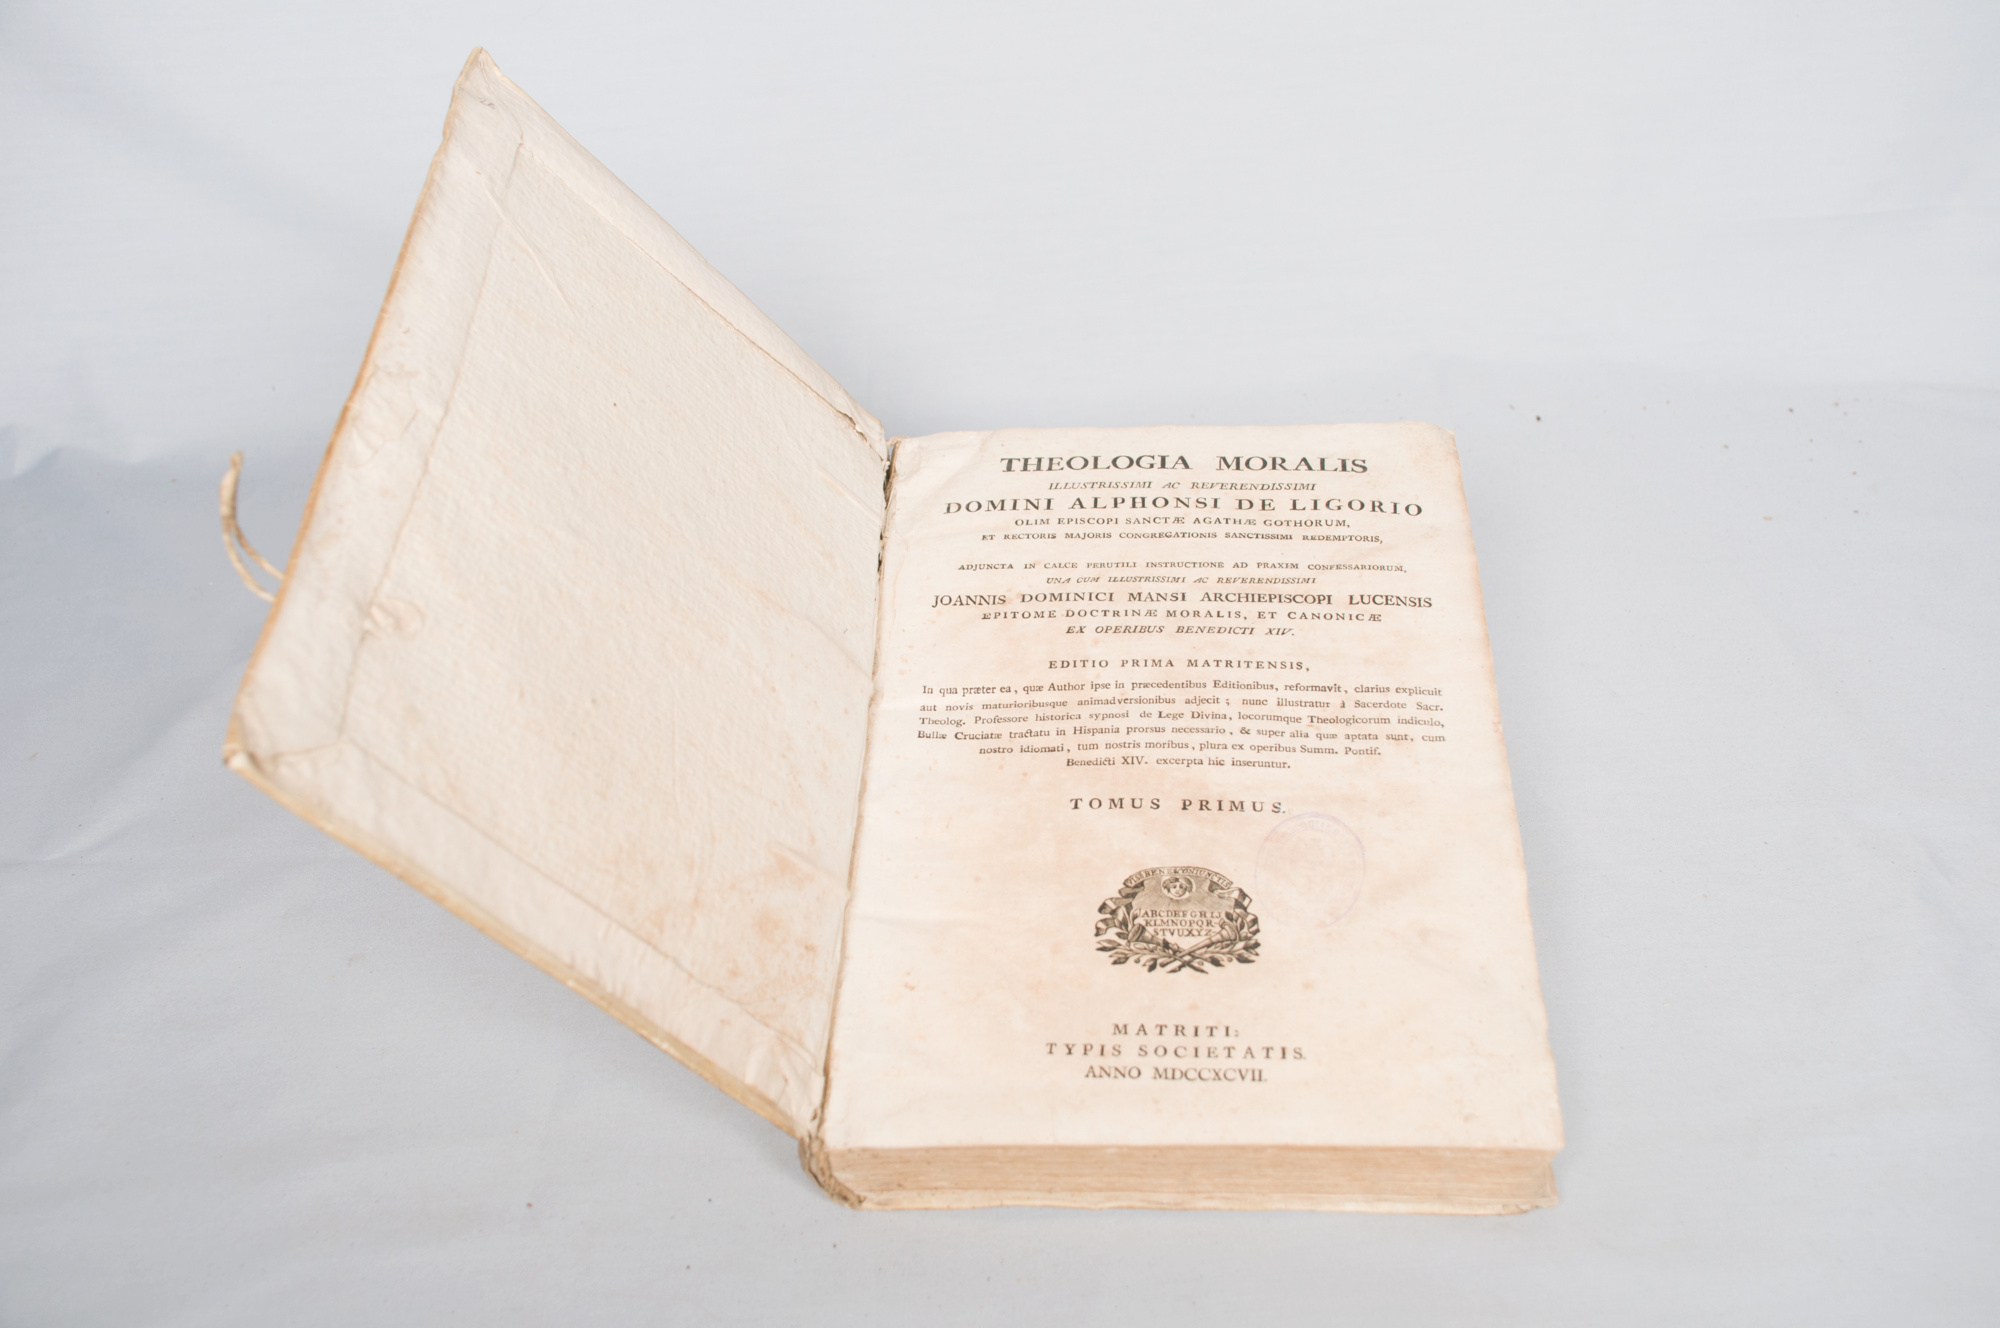 THEOLOGIA MORALIS
ILLUSTRISSIMI AC REVERENDISSIMI
DOMINI ALPHONSI DE LIGORIO
OLIM EPISCOPI SANCTÆ AGATHÆ GOTHORUM,
ET RECTORIS MAJORIS CONGREGATIONIS SANCTISSIMI REDEMPTORIS,
ADJUNCTA IN CALCE PERUTILI INSTRUCTIONE AD PRAXIM CONFESSARIORUM,
UNA CUM ILLUSTRISSIMI AC REVERENDISSIMI
JOANNIS DOMINICI MANSI ARCHIEPISCOPI LUCENSIS
EPITOME DOCTRINÆ MORALIS, ET CANONICÆ
EX OPERIBUS BENEDICTI XIV.
EDITIO PRIMA MATRITENSIS,
In qua præter ea, quæ Author ipse in præcedentibus Editionibus, reformavit, clarius explicuit
aut novis maturioribusque animadversionibus adjecit; nunc illustratur à Sacerdote Sacr.
Theolog. Professore historica sypnosi de Lege Divina, locorumque Theologicorum indiculo,
Bullæ Cruciatæ tractatu in Hispania prorsus necessario, & super alia quæ aptata sunt, cum
nostro idiomati, tum nostris moribus, plura ex operibus Summ. Pontif.
Benedicti XIV. excerpta hic inseruntur.
TOMUS PRIMUS.
BENE CONJUNCTIS
ABCDEFGHIJ
KLMNOPQR
STVUXYZ
MATRITI:
TYPIS SOCIETATIS.
ANNO MDCCXCVII.